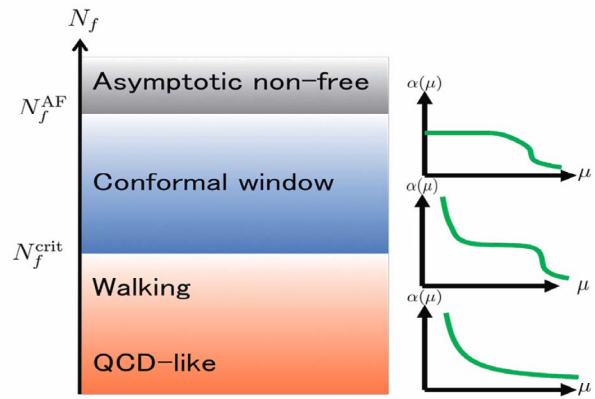 N_f
Asymptotic non-free
N_f^AF
α(μ)
μ
Conformal window
α(μ)
μ
N_f^crit
Walking
α(μ)
μ
QCD-like